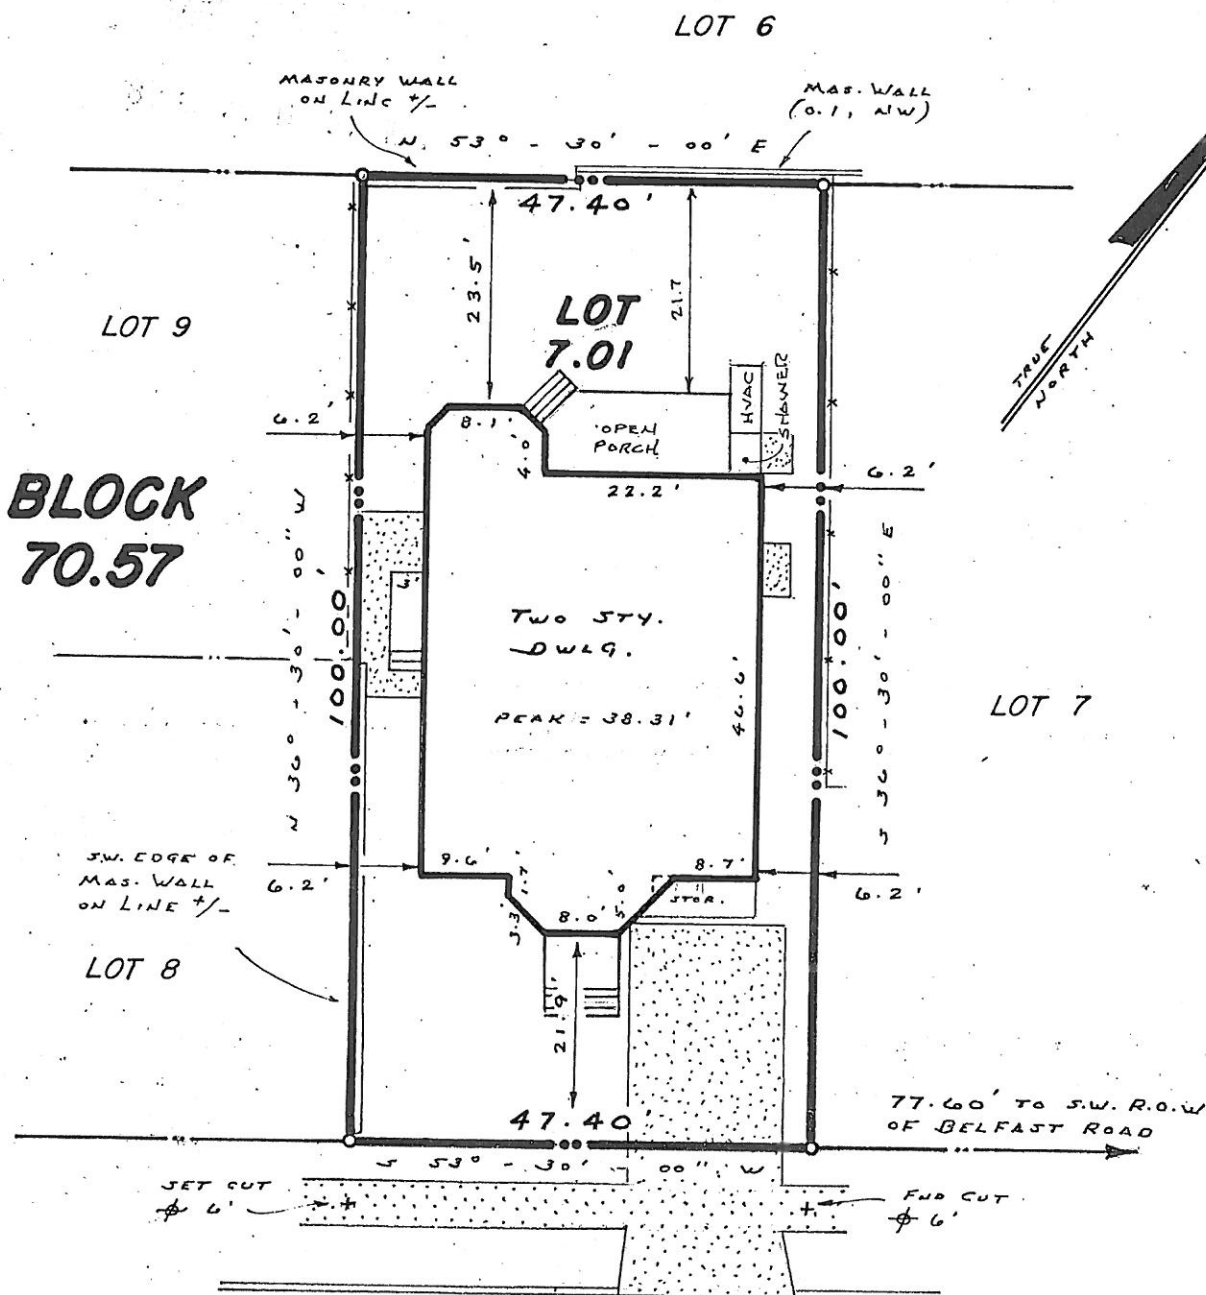 LOT 6
MASONRY WALL
ON LINE +/-
MAS. WALL
(0.1, NW)
N. 53° - 30' - 00' E
47.40'
23.5'
LOT
7.01
21.7
LOT 9
TRUE
NORTH
HVAC
SHOWER
6.2'
8.1'
4.0'
OPEN
PORCH
22.2'
6.2'
BLOCK
70.57
N 36° - 30' - 00" W
100.00'
TWO STY.
DWLG.
PEAK = 38.31'
46.6'
100.00'
S 36° - 30' - 00" E
LOT 7
S.W. EDGE OF
MAS. WALL
ON LINE +/-
6.2'
9.6'
1.7'
3.3'
8.0'
5.0'
8.7'
STOR.
6.2'
LOT 8
21.9'
47.40'
77.60' TO S.W. R.O.W
OF BELFAST ROAD
S 53° - 30' - 00" W
SET CUT
⌀ 6'
FND CUT
⌀ 6'